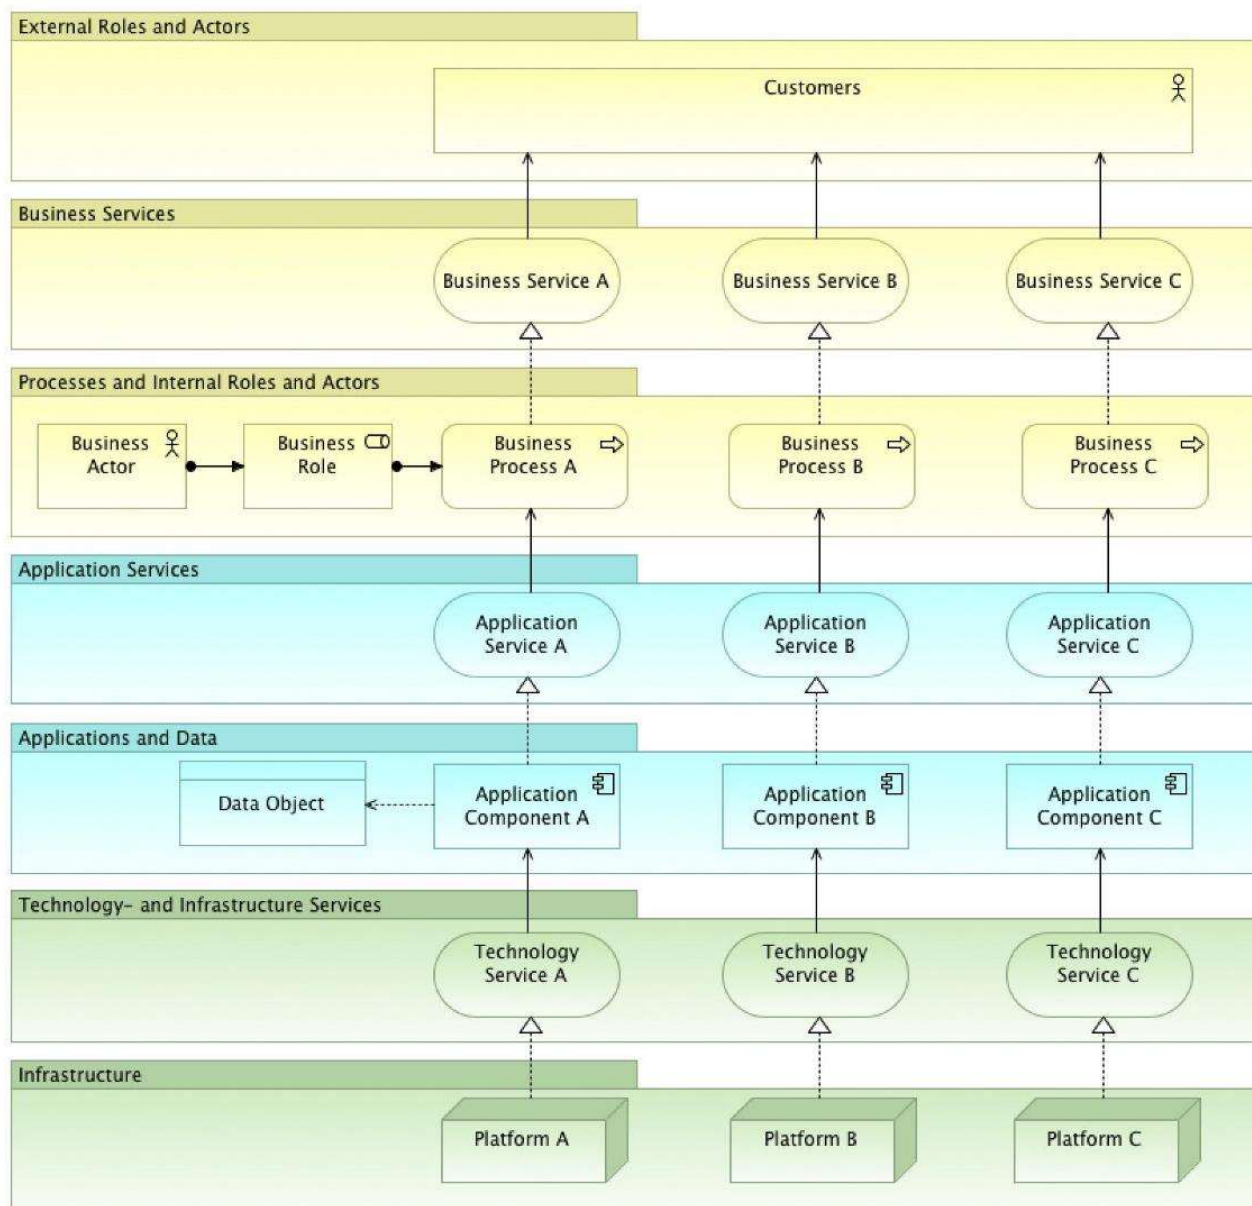 External Roles and Actors
Customers
Business Services
Business Service A
Business Service B
Business Service C
Processes and Internal Roles and Actors
Business
Actor
Business
Role
Business
Process A
Business
Process B
Business
Process C
Application Services
Application
Service A
Application
Service B
Application
Service C
Applications and Data
Data Object
Application
Component A
Application
Component B
Application
Component C
Technology- and Infrastructure Services
Technology
Service A
Technology
Service B
Technology
Service C
Infrastructure
Platform A
Platform B
Platform C